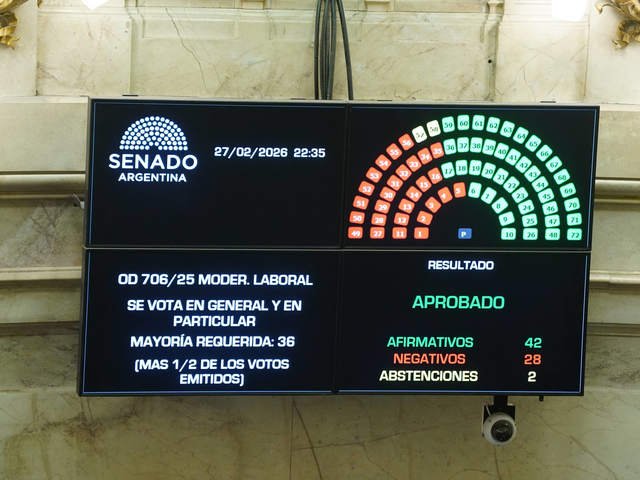 SENADO
ARGENTINA
27/02/2026 22:35
OD 706/25 MODER. LABORAL
SE VOTA EN GENERAL Y EN
PARTICULAR
MAYORÍA REQUERIDA: 36
(MAS 1/2 DE LOS VOTOS
EMITIDOS)
RESULTADO
APROBADO
AFIRMATIVOS 42
NEGATIVOS 28
ABSTENCIONES 2